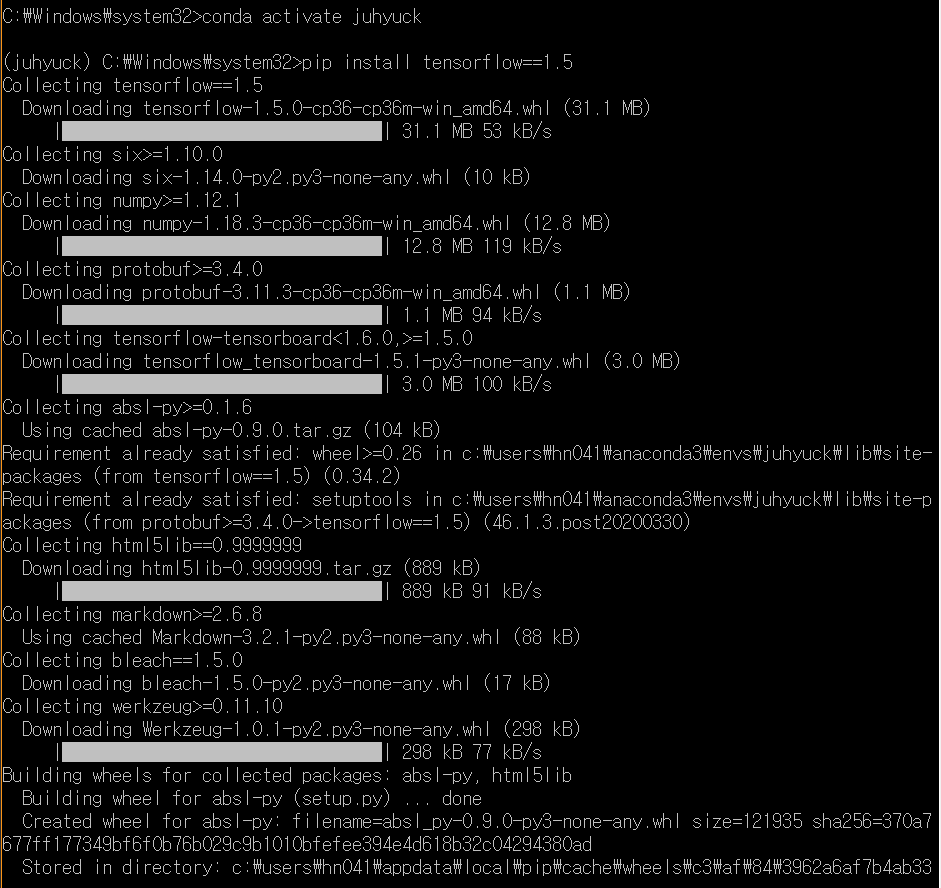 C:₩Windows₩system32>conda activate juhyuck
(juhyuck) C:₩Windows₩system32>pip install tensorflow==1.5
Collecting tensorflow==1.5
Downloading tensorflow-1.5.0-cp36-cp36m-win_amd64.whl (31.1 MB)
| | 31.1 MB 53 kB/s
Collecting six>=1.10.0
Downloading six-1.14.0-py2.py3-none-any.whl (10 kB)
Collecting numpy>=1.12.1
Downloading numpy-1.18.3-cp36-cp36m-win_amd64.whl (12.8 MB)
| | 12.8 MB 119 kB/s
Collecting protobuf>=3.4.0
Downloading protobuf-3.11.3-cp36-cp36m-win_amd64.whl (1.1 MB)
| | 1.1 MB 94 kB/s
Collecting tensorflow-tensorboard<1.6.0,>=1.5.0
Downloading tensorflow_tensorboard-1.5.1-py3-none-any.whl (3.0 MB)
| | 3.0 MB 100 kB/s
Collecting absl-py>=0.1.6
Using cached absl-py-0.9.0.tar.gz (104 kB)
Requirement already satisfied: wheel>=0.26 in c:₩users₩hn041₩anaconda3₩envs₩juhyuck₩lib₩site-
packages (from tensorflow==1.5) (0.34.2)
Requirement already satisfied: setuptools in c:₩users₩hn041₩anaconda3₩envs₩juhyuck₩lib₩site-p
ackages (from protobuf>=3.4.0->tensorflow==1.5) (46.1.3.post20200330)
Collecting html5lib==0.9999999
Downloading html5lib-0.9999999.tar.gz (889 kB)
| | 889 kB 91 kB/s
Collecting markdown>=2.6.8
Using cached Markdown-3.2.1-py2.py3-none-any.whl (88 kB)
Collecting bleach==1.5.0
Downloading bleach-1.5.0-py2.py3-none-any.whl (17 kB)
Collecting werkzeug>=0.11.10
Downloading Werkzeug-1.0.1-py2.py3-none-any.whl (298 kB)
| | 298 kB 77 kB/s
Building wheels for collected packages: absl-py, html5lib
Building wheel for absl-py (setup.py) ... done
Created wheel for absl-py: filename=absl_py-0.9.0-py3-none-any.whl size=121935 sha256=370a7
677ff177349bf6f0b76b029c9b1010bfefee394e4d618b32c04294380ad
Stored in directory: c:₩users₩hn041₩appdata₩local₩pip₩cache₩wheels₩c3₩af₩84₩3962a6af7b4ab33